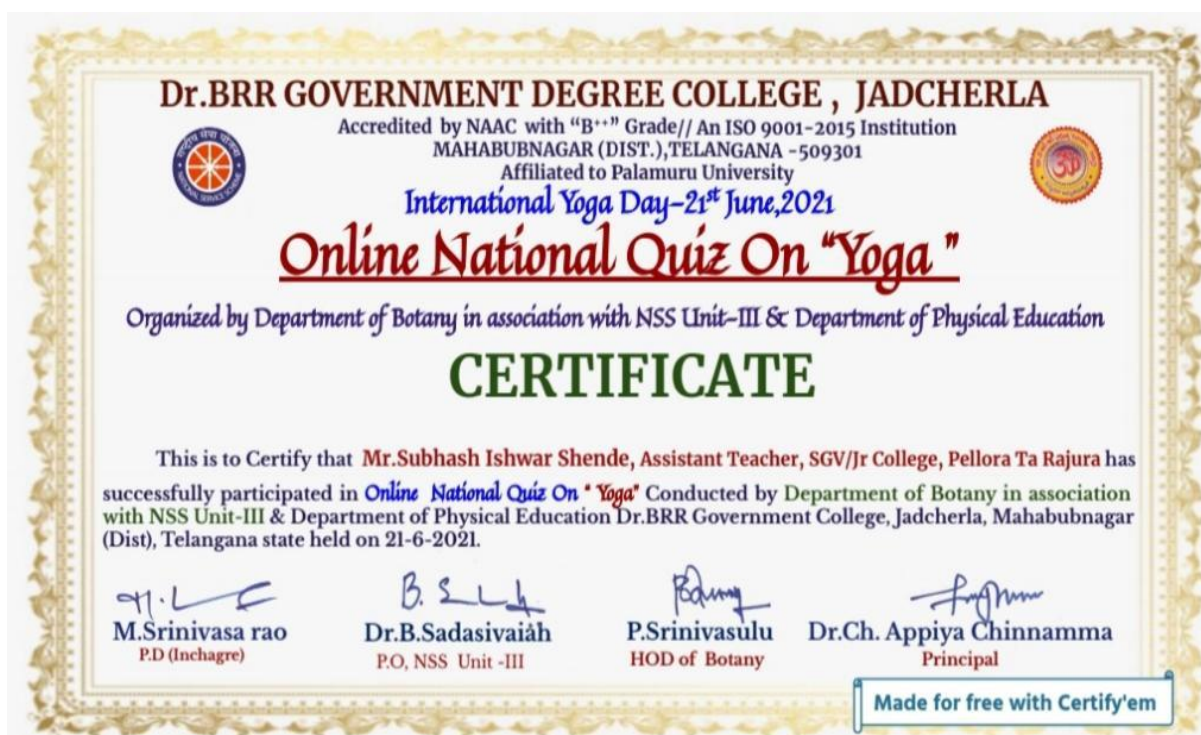 Dr.BRR GOVERNMENT DEGREE COLLEGE , JADCHERLA
Accredited by NAAC with “B++” Grade// An ISO 9001-2015 Institution
MAHABUBNAGAR (DIST.),TELANGANA -509301
Affiliated to Palamuru University
International Yoga Day-21st June,2021
Online National Quiz On “Yoga ”
Organized by Department of Botany in association with NSS Unit-III & Department of Physical Education
CERTIFICATE
This is to Certify that Mr.Subhash Ishwar Shende, Assistant Teacher, SGV/Jr College, Pellora Ta Rajura has
successfully participated in Online National Quiz On “ Yoga” Conducted by Department of Botany in association
with NSS Unit-III & Department of Physical Education Dr.BRR Government College, Jadcherla, Mahabubnagar
(Dist), Telangana state held on 21-6-2021.
M.Srinivasa rao Dr.B.Sadasivaiah P.Srinivasulu Dr.Ch. Appiya Chinnamma
P.D (Inchagre) P.O, NSS Unit -III HOD of Botany Principal
Made for free with Certify'em